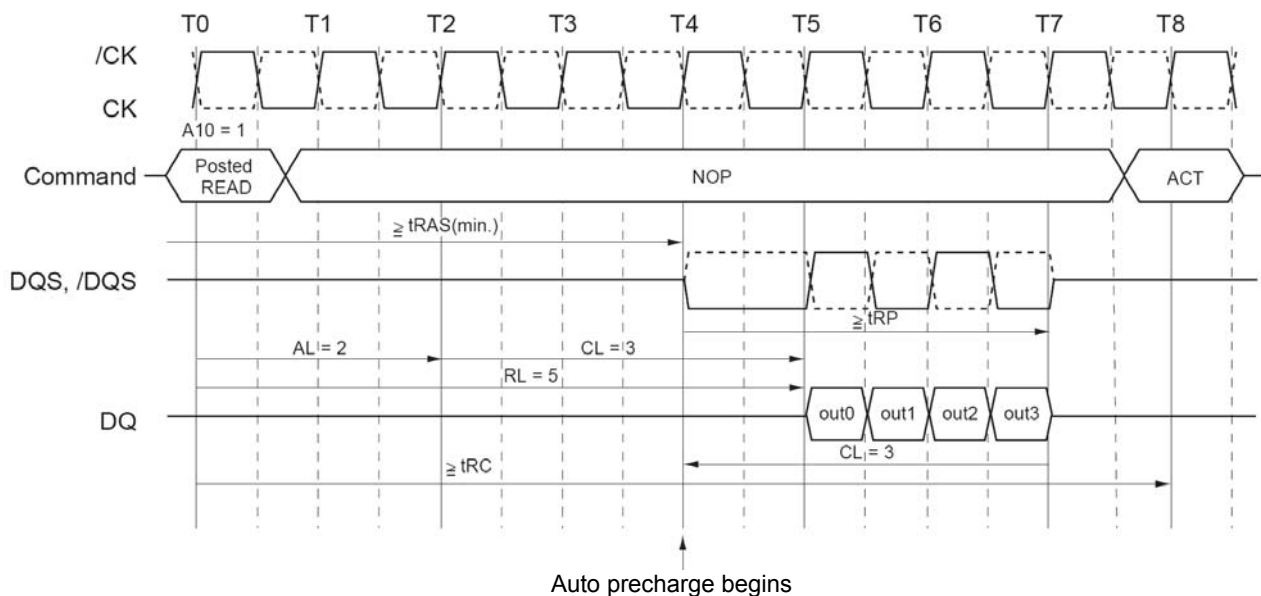 T0 T1 T2 T3 T4 T5 T6 T7 T8
/CK
CK
A10 = 1
Command
Posted
READ
NOP
ACT
≧ tRAS(min.)
DQS, /DQS
≧ tRP
AL = 2
CL = 3
RL = 5
DQ
out0 out1 out2 out3
CL = 3
≧ tRC
Auto precharge begins